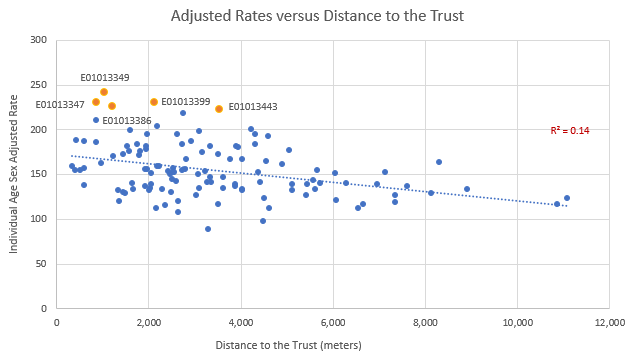 Adjusted Rates versus Distance to the Trust
300
250
200
150
100
50
0
Individual Age Sex Adjusted Rate
E01013349
E01013347
E01013386
E01013399
E01013443
R² = 0.14
0 2,000 4,000 6,000 8,000 10,000 12,000
Distance to the Trust (meters)